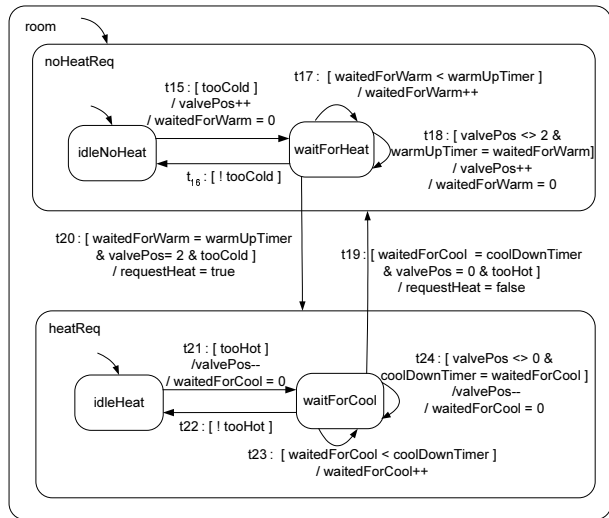 room
noHeatReq
t15 : [ tooCold ]
/ valvePos++
/ waitedForWarm = 0
t17 : [ waitedForWarm < warmUpTimer ]
/ waitedForWarm++
idleNoHeat
waitForHeat
t16 : [ ! tooCold ]
t18 : [ valvePos <> 2 &
warmUpTimer = waitedForWarm]
/ valvePos++
/ waitedForWarm = 0
t20 : [ waitedForWarm = warmUpTimer
& valvePos= 2 & tooCold ]
/ requestHeat = true
t19 : [ waitedForCool = coolDownTimer
& valvePos = 0 & tooHot ]
/ requestHeat = false
heatReq
t21 : [ tooHot ]
/valvePos--
/ waitedForCool = 0
t24 : [ valvePos <> 0 &
coolDownTimer = waitedForCool ]
/valvePos--
/ waitedForCool = 0
idleHeat
waitForCool
t22: [ ! tooHot ]
t23 : [ waitedForCool < coolDownTimer ]
/ waitedForCool++